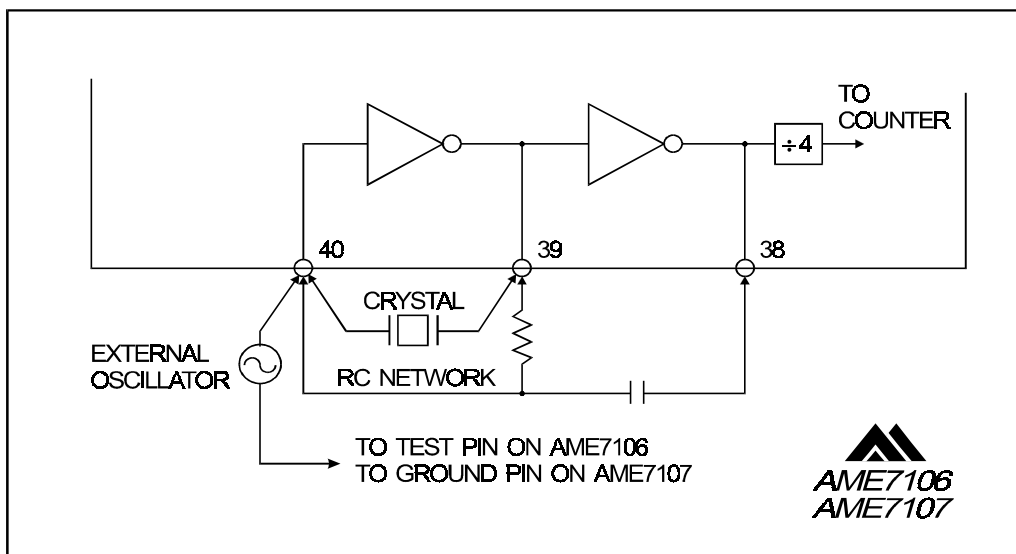 TO
COUNTER
÷4
40
39
38
CRYSTAL
EXTERNAL
OSCILLATOR
RC NETWORK
TO TEST PIN ON AME7106
TO GROUND PIN ON AME7107
AME7106
AME7107